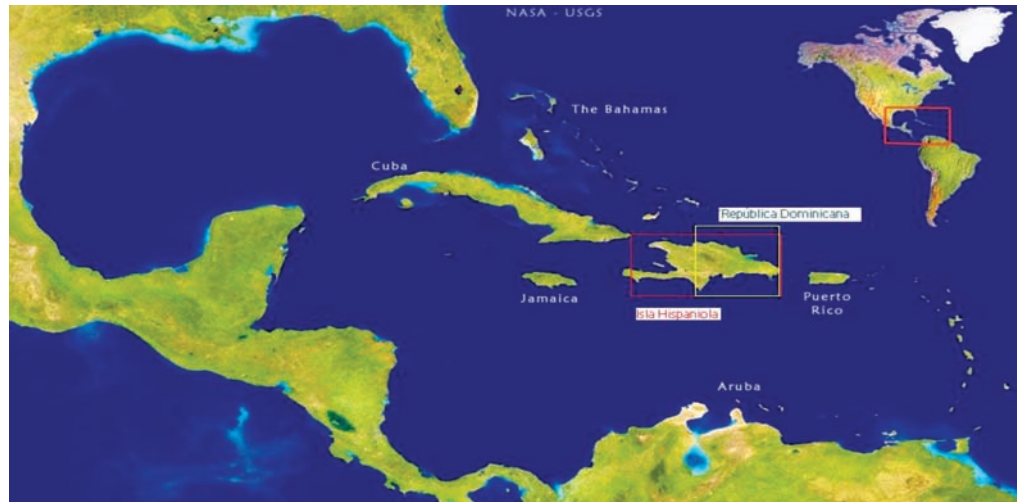 NASA - USGS
The Bahamas
Cuba
República Dominicana
Jamaica
Isla Hispaniola
Puerto
Rico
Aruba